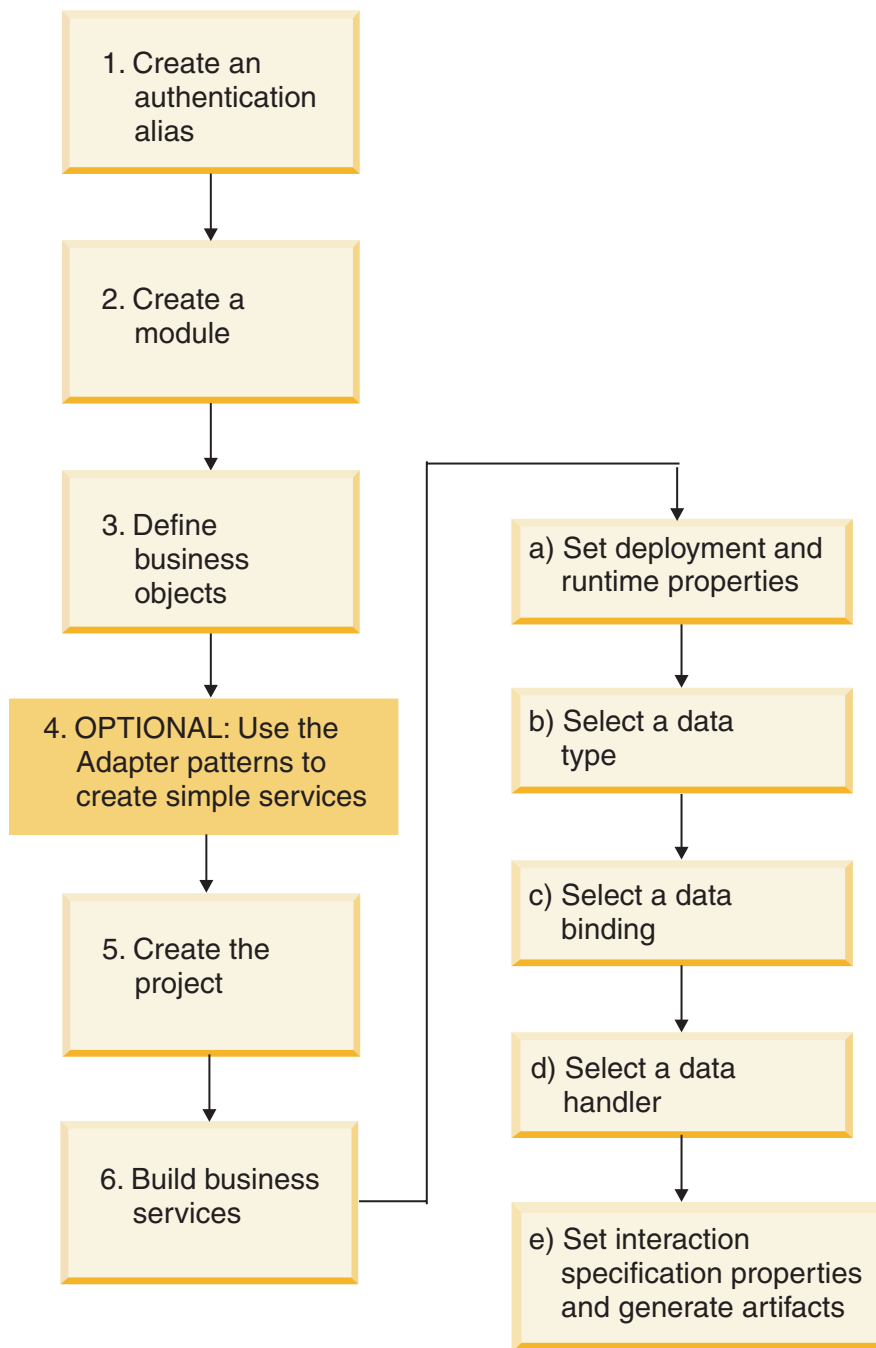 1. Create an
authentication
alias
2. Create a
module
3. Define
business
objects
4. OPTIONAL: Use the
Adapter patterns to
create simple services
5. Create the
project
6. Build business
services
a) Set deployment and
runtime properties
b) Select a data
type
c) Select a data
binding
d) Select a data
handler
e) Set interaction
specification properties
and generate artifacts